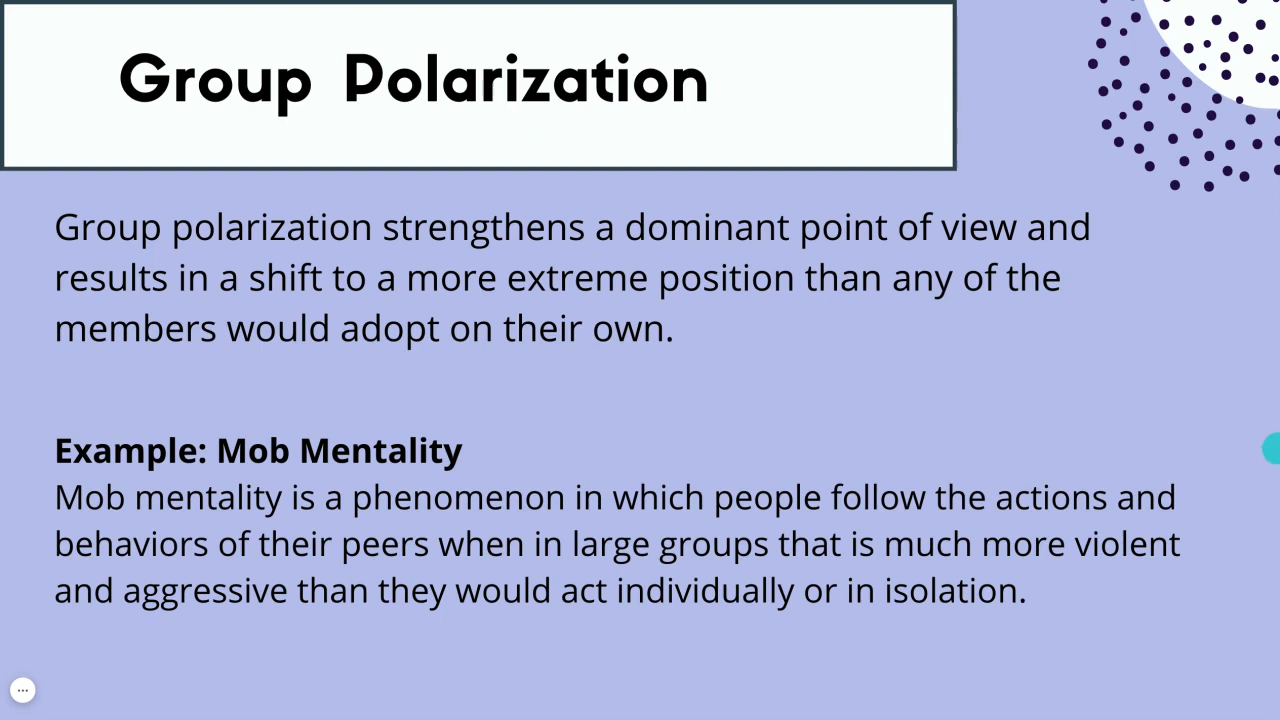 Group Polarization
Group polarization strengthens a dominant point of view and
results in a shift to a more extreme position than any of the
members would adopt on their own.
Example: Mob Mentality
Mob mentality is a phenomenon in which people follow the actions and
behaviors of their peers when in large groups that is much more violent
and aggressive than they would act individually or in isolation.